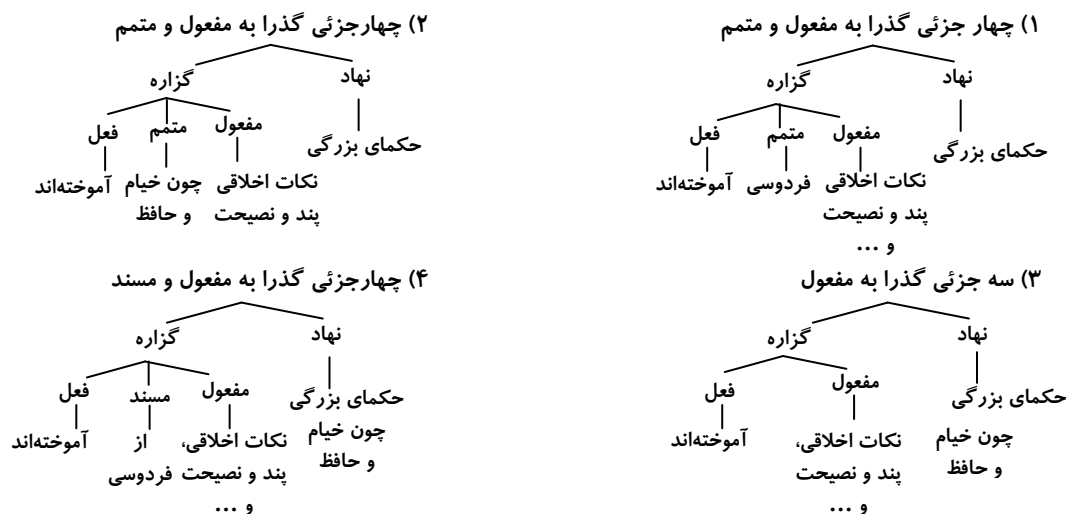 ۱) چهار جزئی گذرا به مفعول و متمم
نهاد
گزاره
حکمای بزرگی
مفعول
متمم
فعل
نکات اخلاقی
پند و نصیحت
و ...
فردوسی
آموخته‌اند
۲) چهارجزئی گذرا به مفعول و متمم
نهاد
گزاره
حکمای بزرگی
مفعول
متمم
فعل
نکات اخلاقی
پند و نصیحت
چون خیام
و حافظ
آموخته‌اند
۳) سه جزئی گذرا به مفعول
نهاد
گزاره
حکمای بزرگی
چون خیام
و حافظ
مفعول
فعل
نکات اخلاقی،
پند و نصیحت
و ...
آموخته‌اند
۴) چهارجزئی گذرا به مفعول و مسند
نهاد
گزاره
حکمای بزرگی
چون خیام
و حافظ
مفعول
مسند
فعل
نکات اخلاقی،
پند و نصیحت
و ...
از
فردوسی
آموخته‌اند